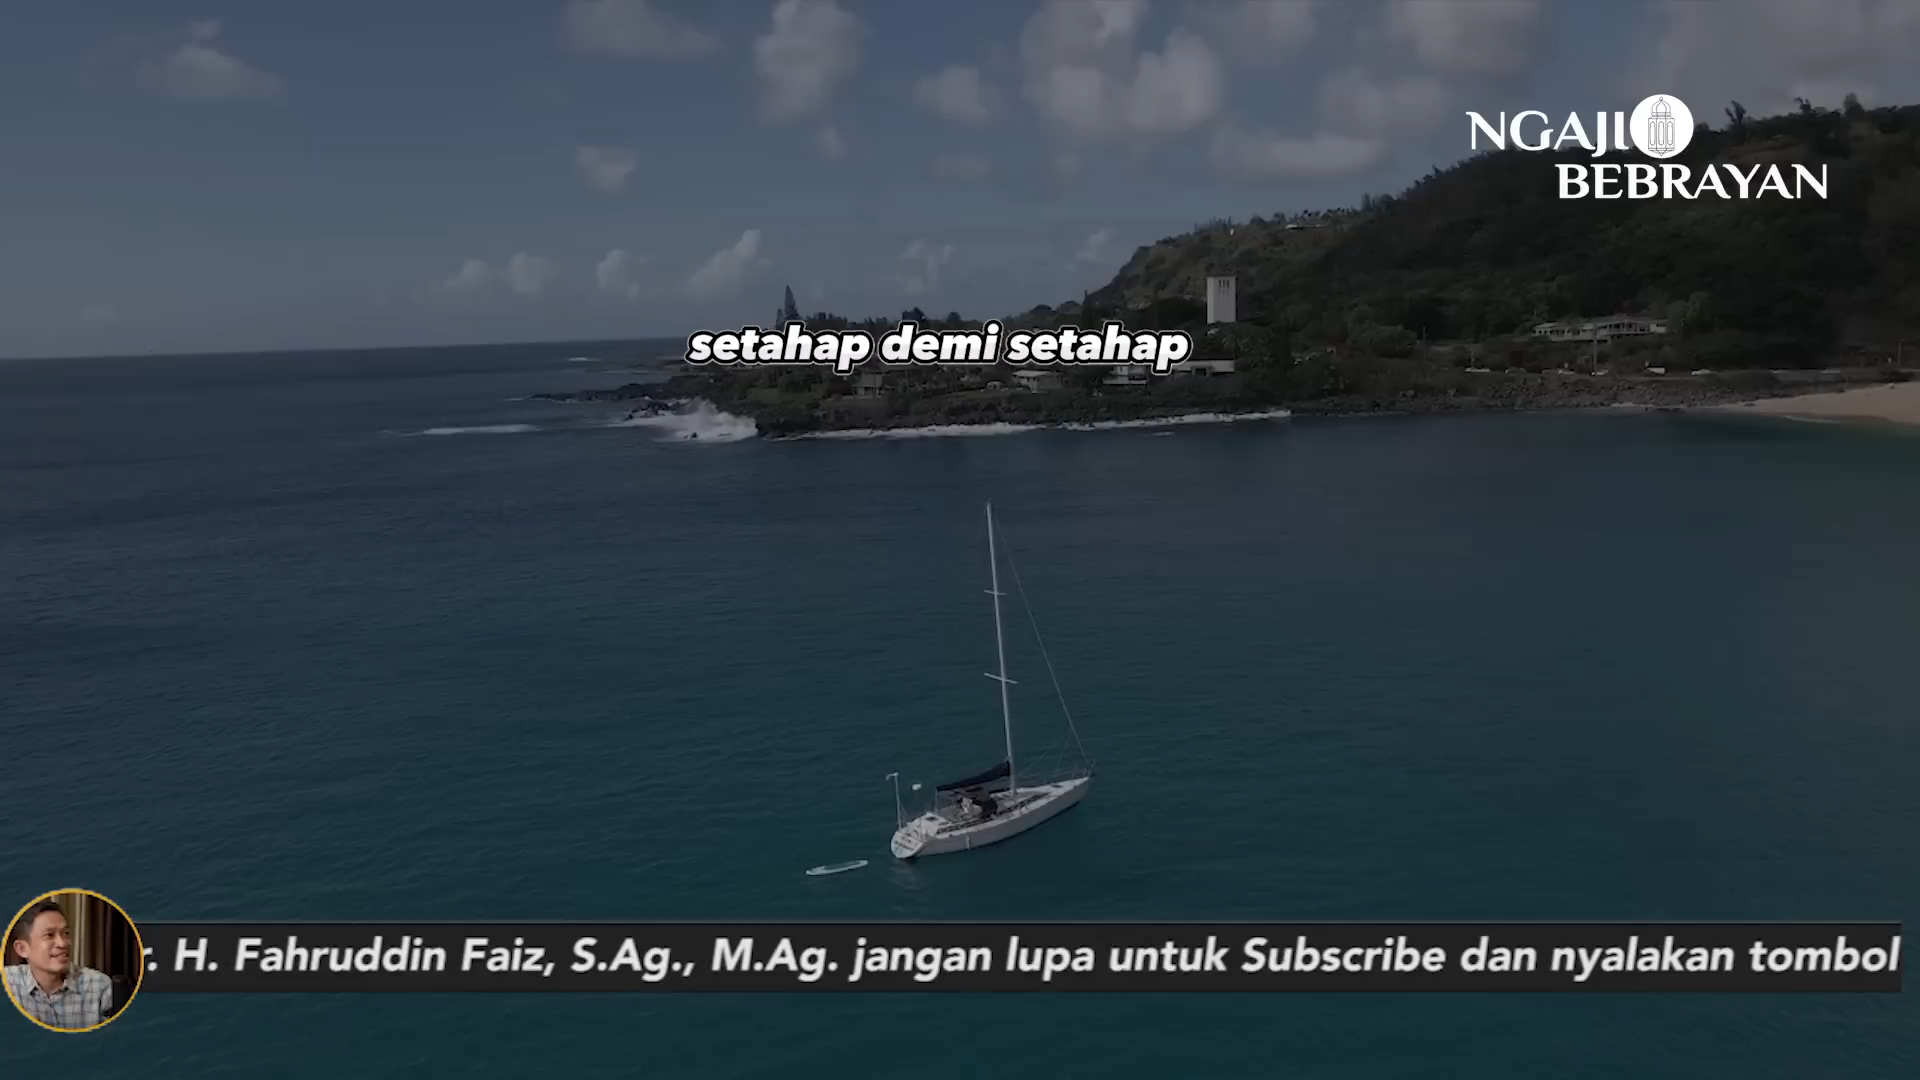 NGAJI
BEBRAYAN
setahap demi setahap
r. H. Fahruddin Faiz, S.Ag., M.Ag. jangan lupa untuk Subscribe dan nyalakan tombol